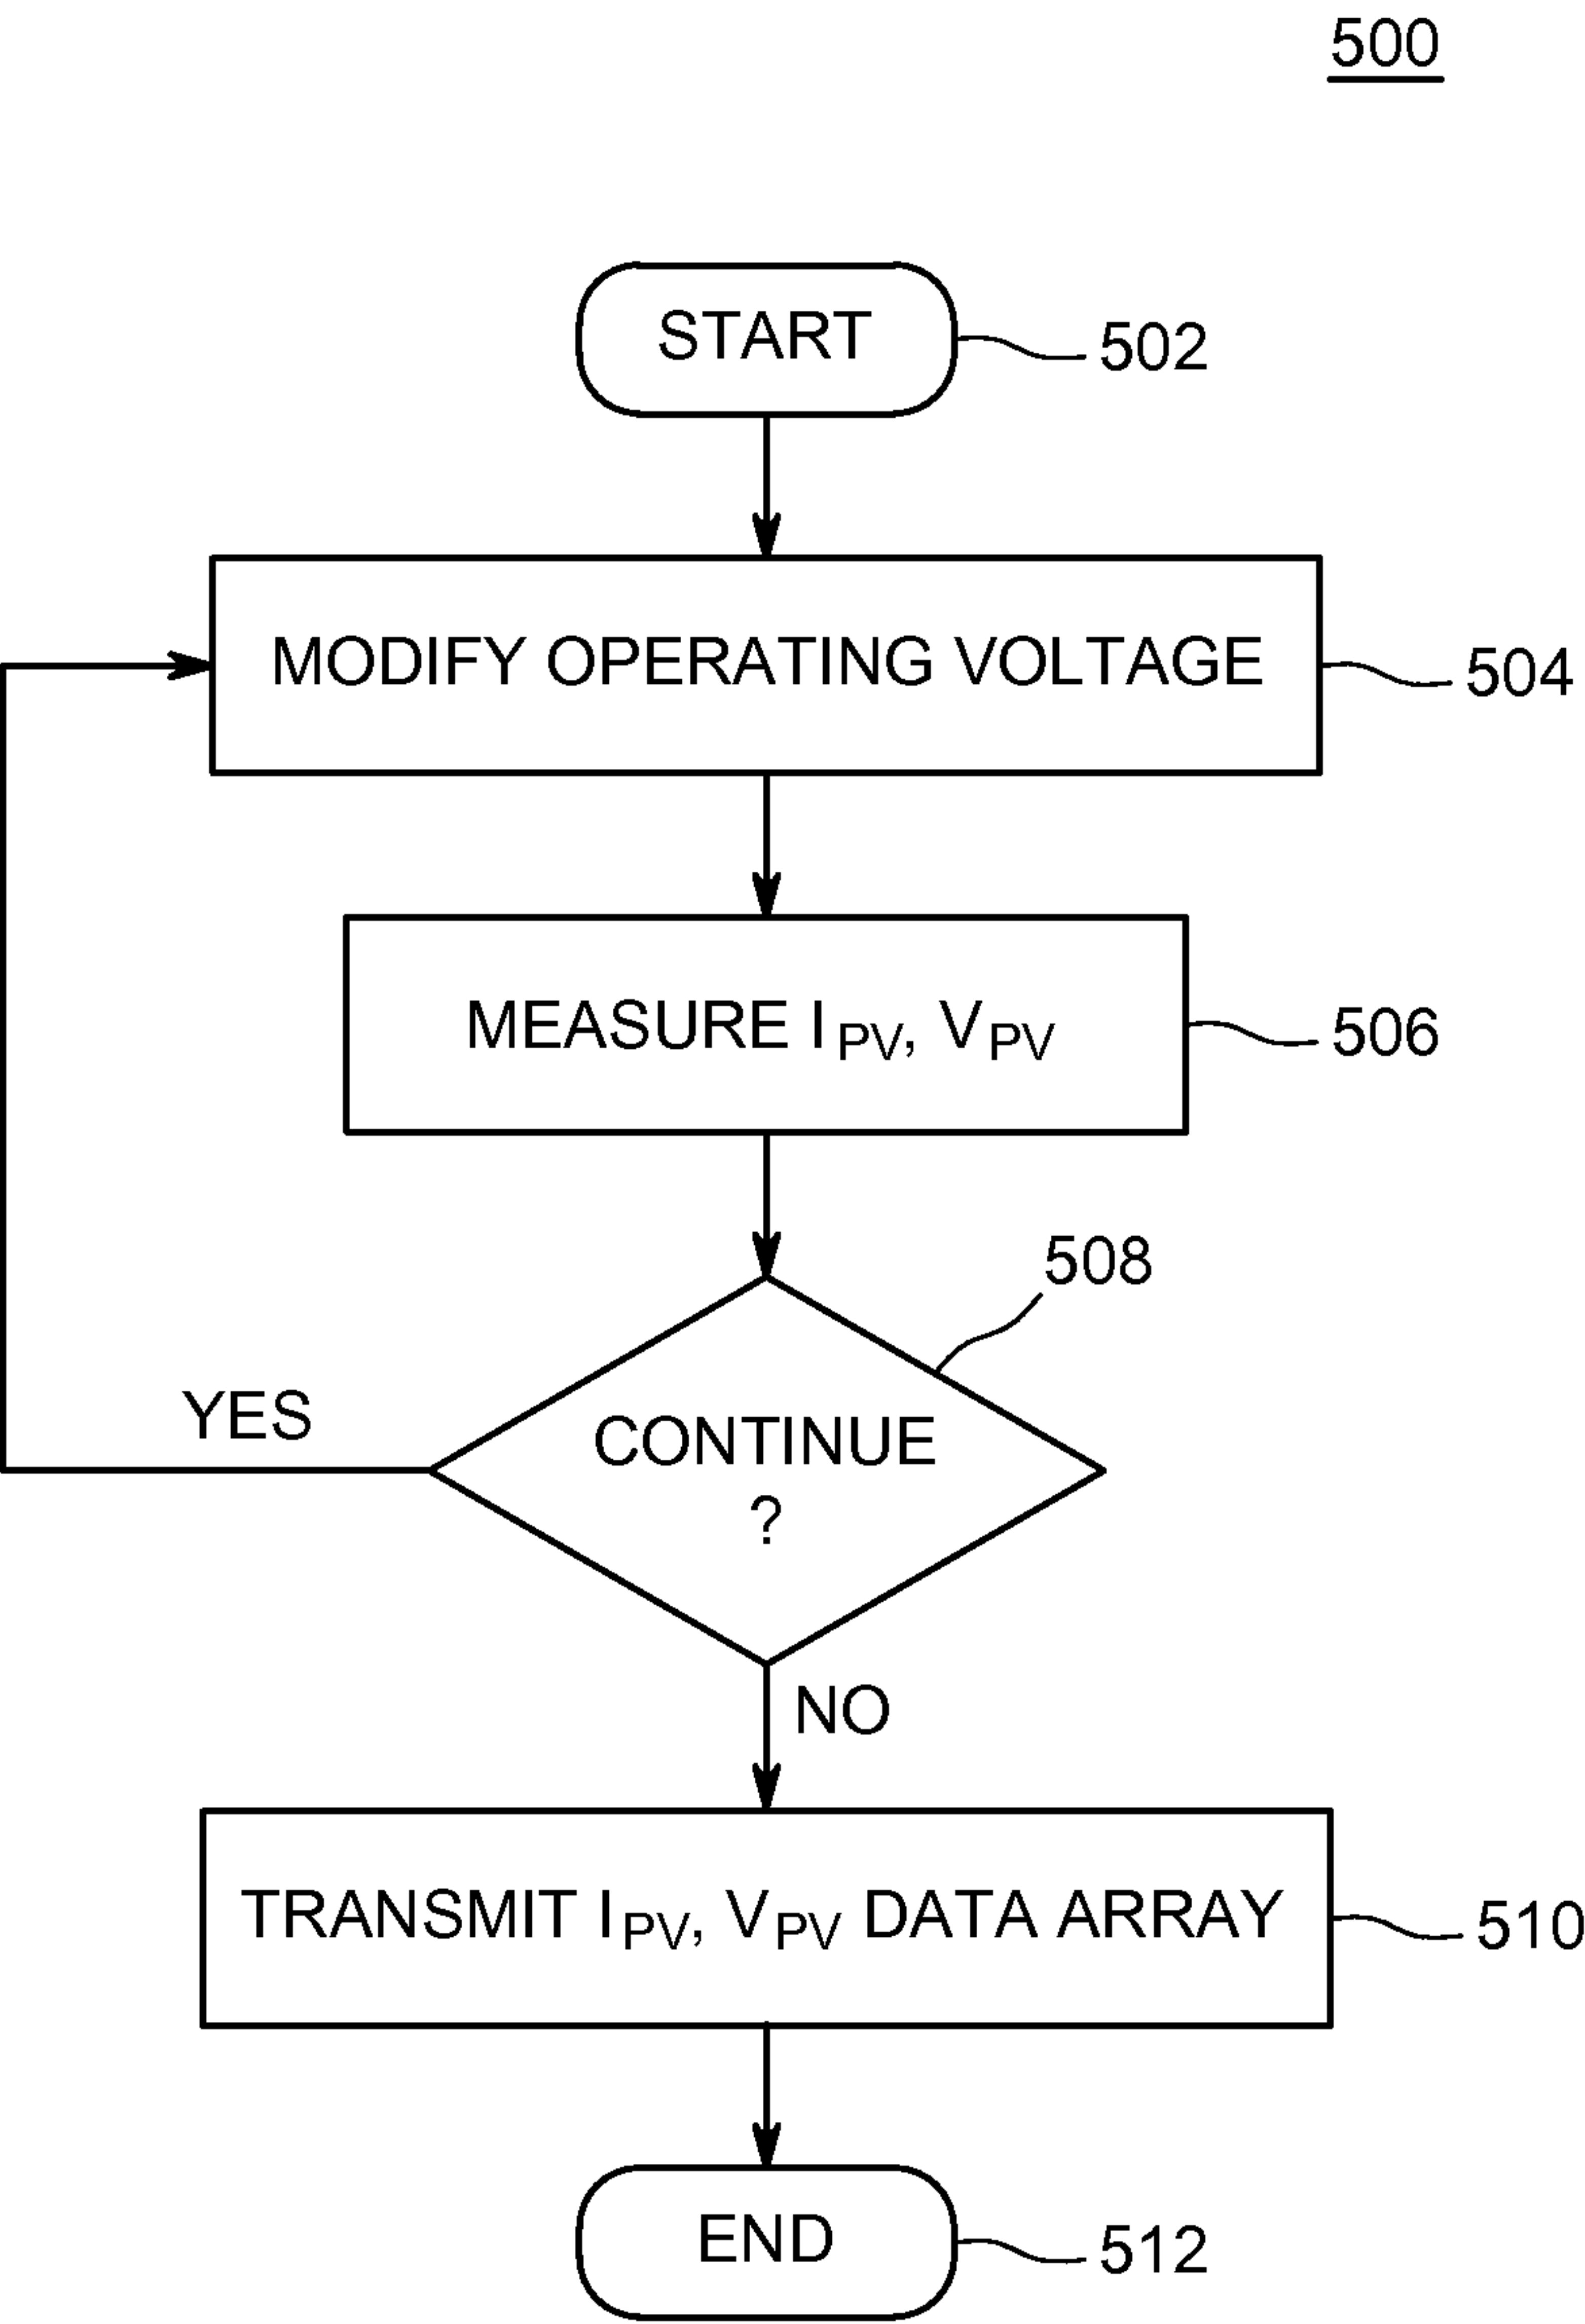 500
START
502
MODIFY OPERATING VOLTAGE
504
MEASURE I PV, VPV
506
508
CONTINUE
?
YES
NO
TRANSMIT IPV, VPV DATA ARRAY
510
END
512